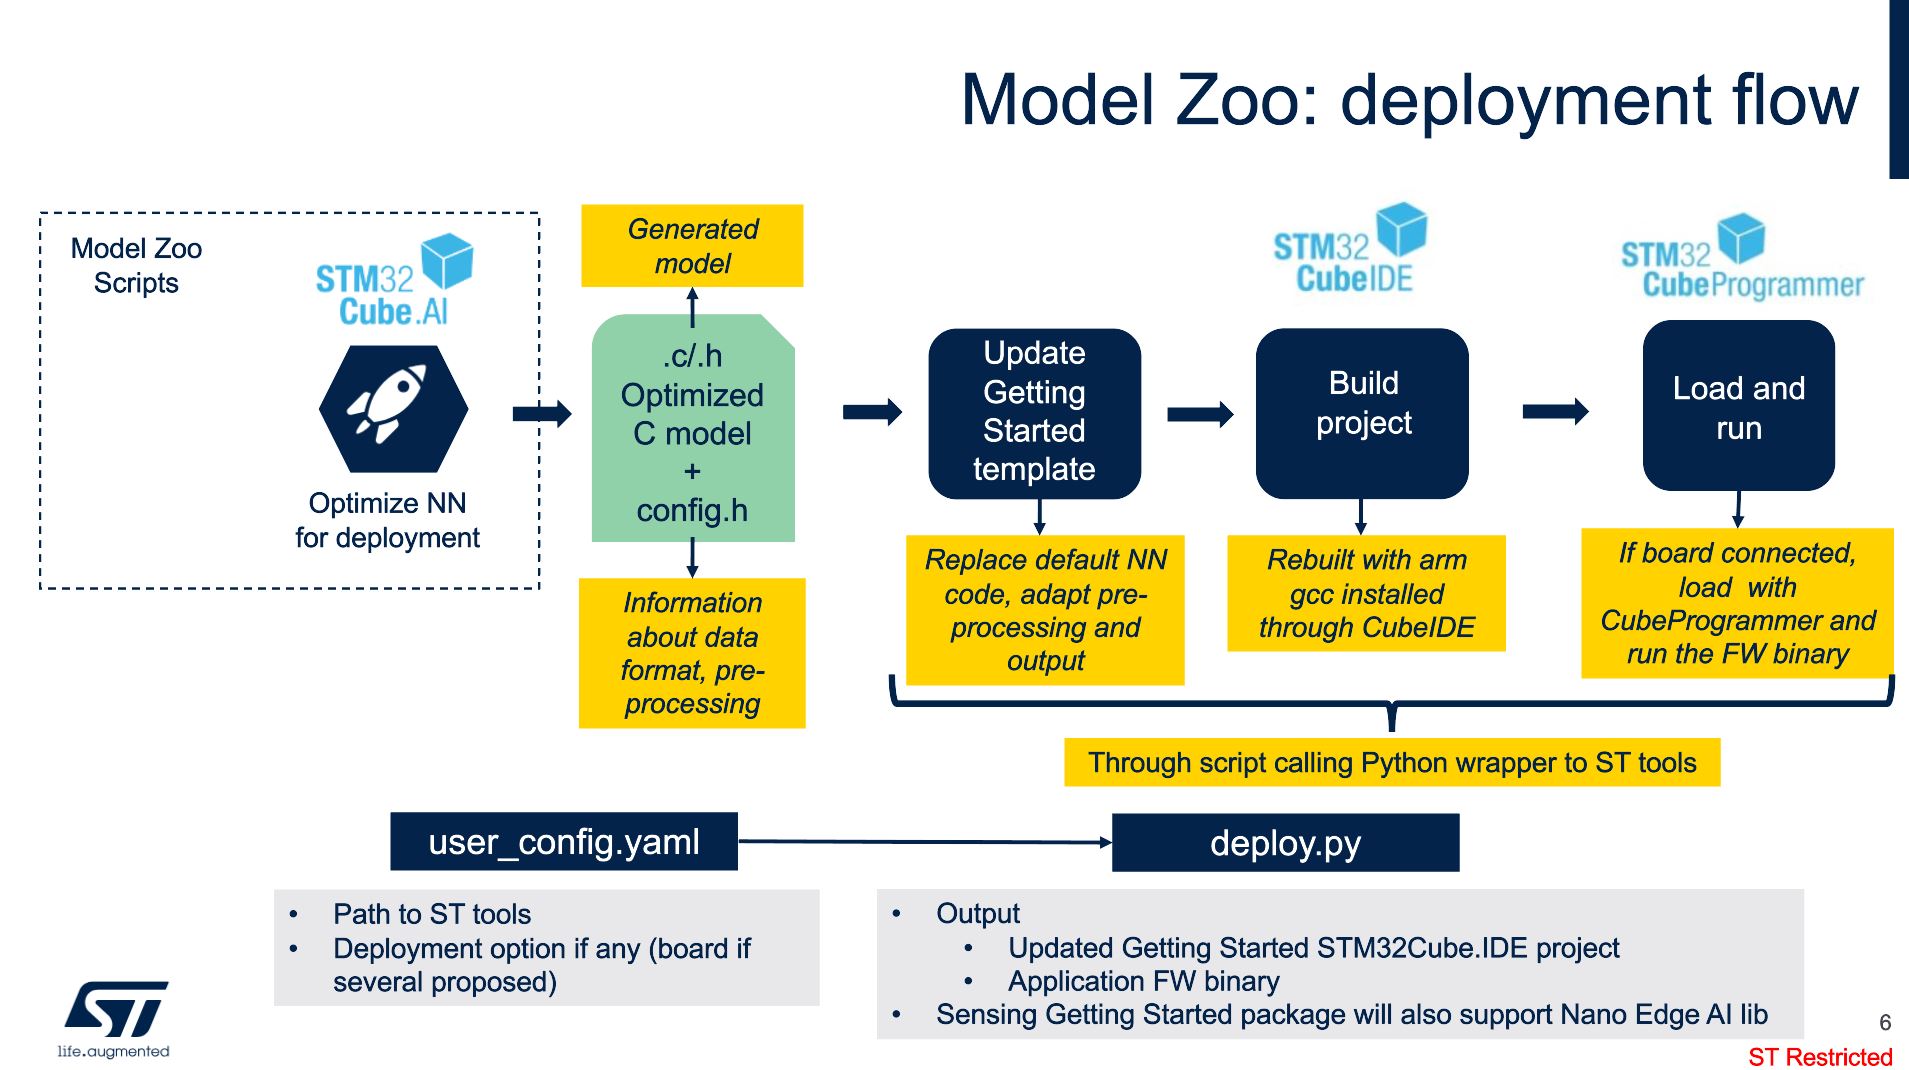 Model Zoo: deployment flow
Model Zoo
Scripts
STM32
Cube.AI
Optimize NN
for deployment
Generated
model
.c/.h
Optimized
C model
+
config.h
Information
about data
format, pre-
processing
Update
Getting
Started
template
Replace default NN
code, adapt pre-
processing and
output
STM32
CubeIDE
Build
project
Rebuilt with arm
gcc installed
through CubeIDE
STM32
CubeProgrammer
Load and
run
If board connected,
load with
CubeProgrammer and
run the FW binary
Through script calling Python wrapper to ST tools
user_config.yaml
• Path to ST tools
• Deployment option if any (board if
several proposed)
deploy.py
• Output
• Updated Getting Started STM32Cube.IDE project
• Application FW binary
• Sensing Getting Started package will also support Nano Edge AI lib
ST
life.augmented
6
ST Restricted